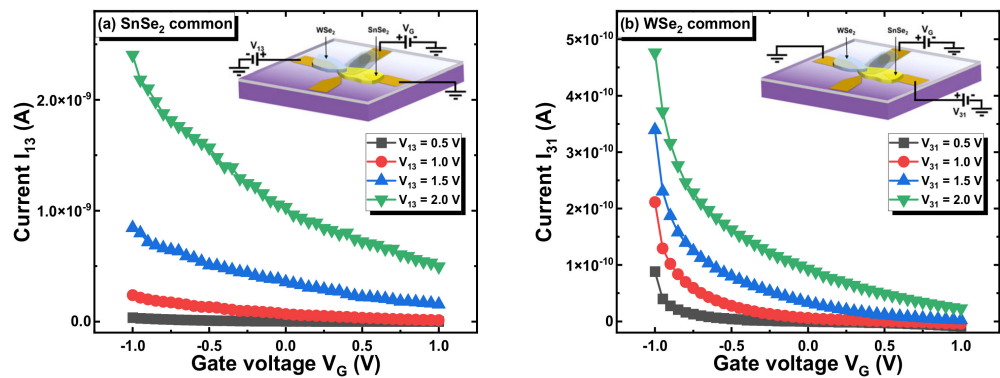 (a) SnSe₂ common
WSe₂
SnSe₂
V_G
V₁₃
- +
+ -
2.0×10⁻⁹
1.0×10⁻⁹
0.0
Current I₁₃ (A)
V₁₃ = 0.5 V
V₁₃ = 1.0 V
V₁₃ = 1.5 V
V₁₃ = 2.0 V
-1.0 -0.5 0.0 0.5 1.0
Gate voltage V_G (V)
(b) WSe₂ common
WSe₂
SnSe₂
V_G
+ -
+ -
V₃₁
5×10⁻¹⁰
4×10⁻¹⁰
3×10⁻¹⁰
2×10⁻¹⁰
1×10⁻¹⁰
0
Current I₃₁ (A)
V₃₁ = 0.5 V
V₃₁ = 1.0 V
V₃₁ = 1.5 V
V₃₁ = 2.0 V
-1.0 -0.5 0.0 0.5 1.0
Gate voltage V_G (V)